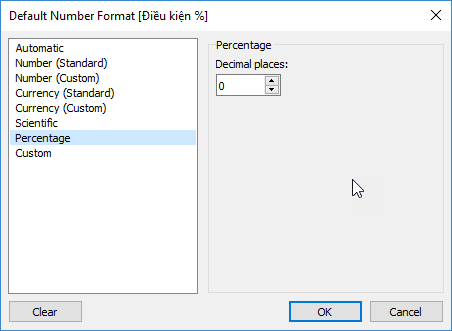 Default Number Format [Điều kiện %]
Automatic
Number (Standard)
Number (Custom)
Currency (Standard)
Currency (Custom)
Scientific
Percentage
Custom
Percentage
Decimal places:
0
Clear
OK
Cancel